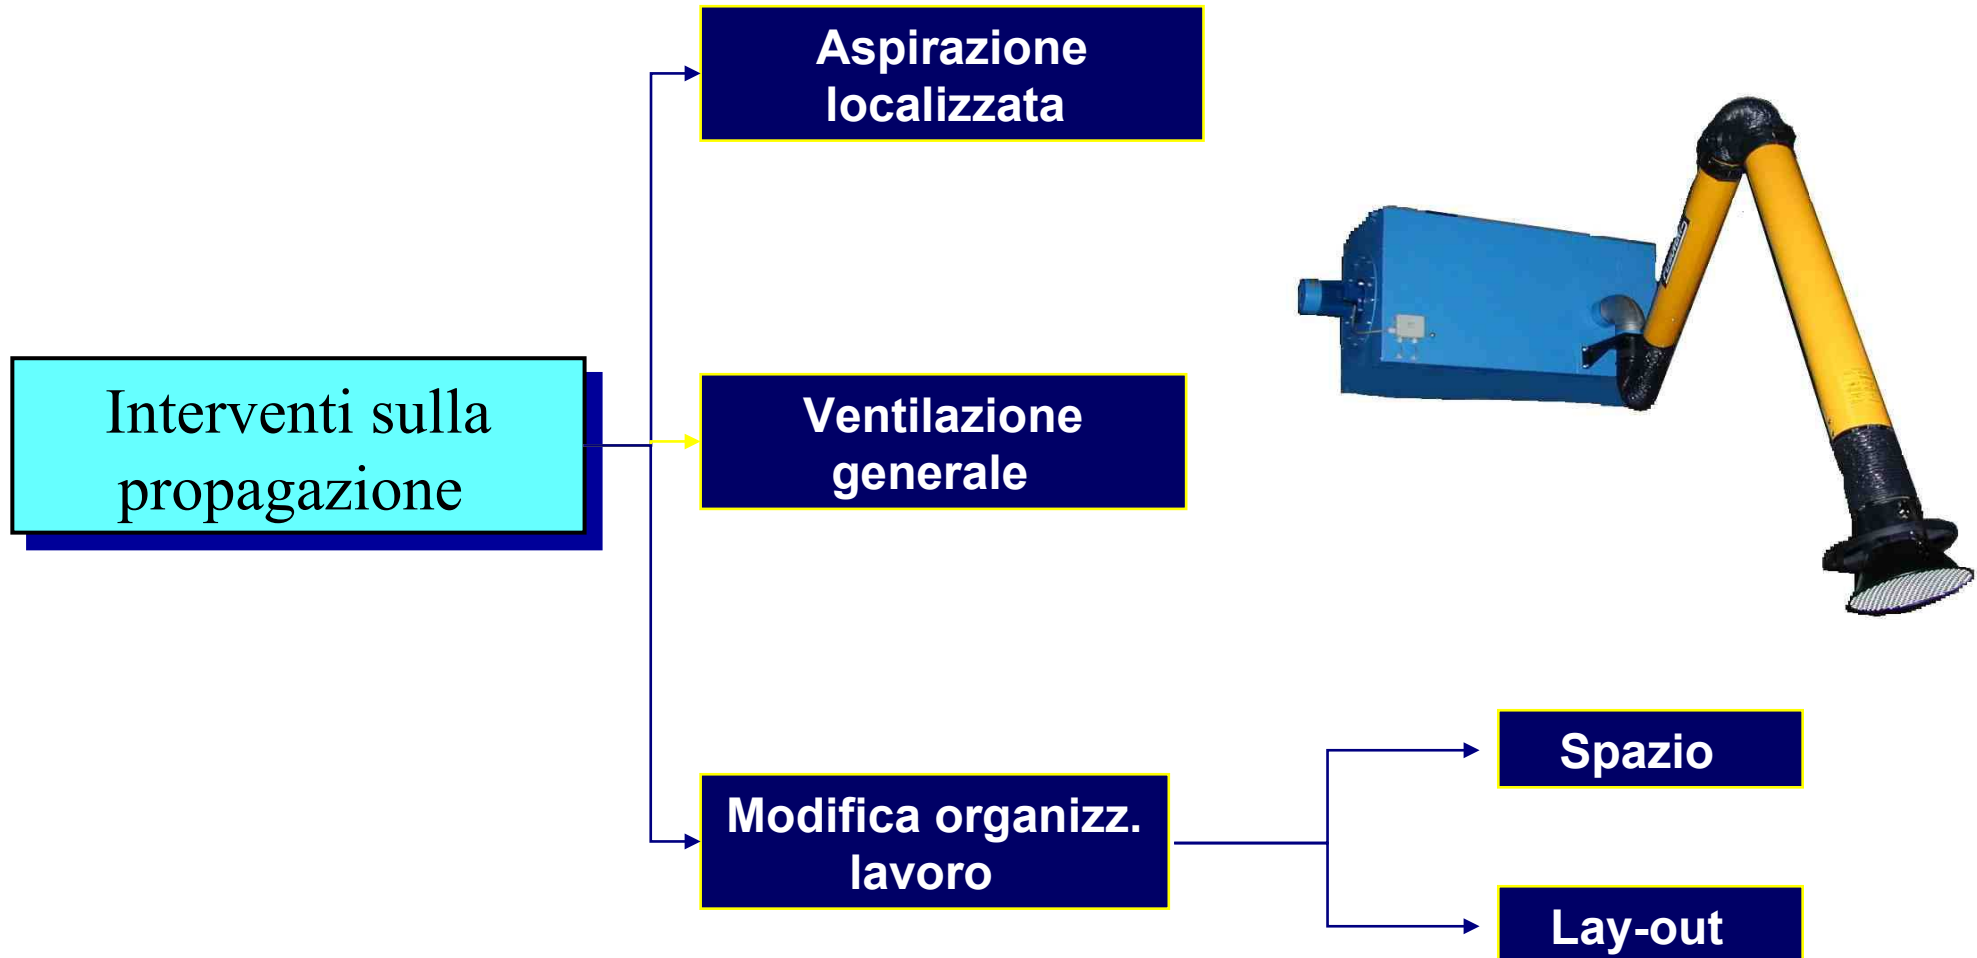 Aspirazione
localizzata
Interventi sulla
propagazione
Ventilazione
generale
Modifica organizz.
lavoro
Spazio
Lay-out